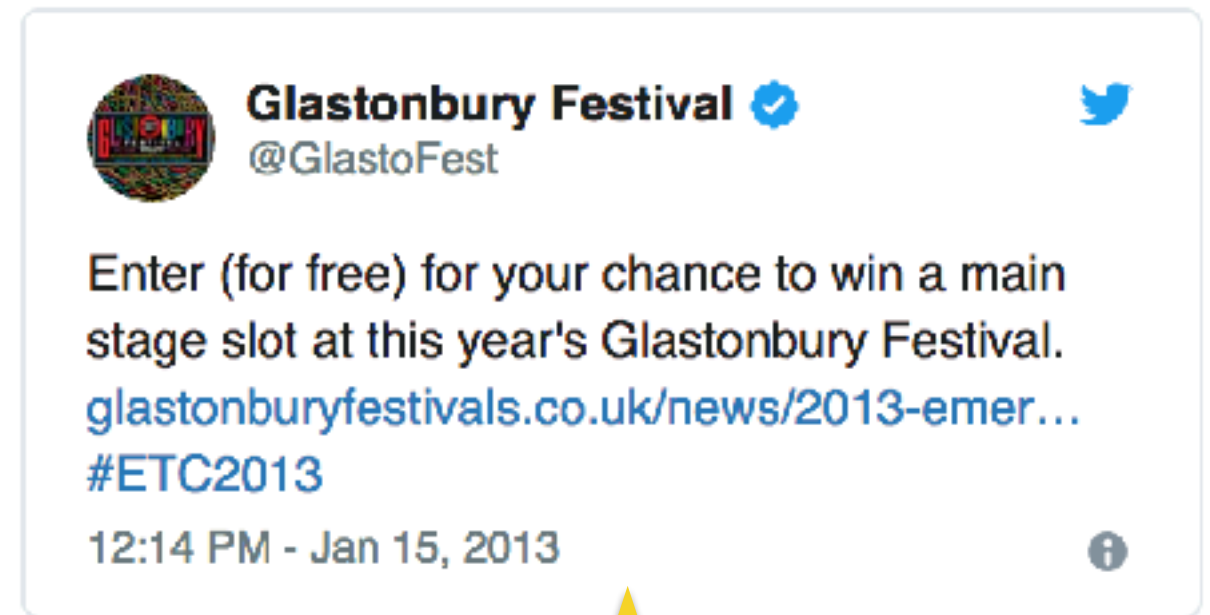 Glastonbury Festival
@GlastoFest
Enter (for free) for your chance to win a main
stage slot at this year's Glastonbury Festival.
glastonburyfestivals.co.uk/news/2013-emer…
#ETC2013
12:14 PM - Jan 15, 2013